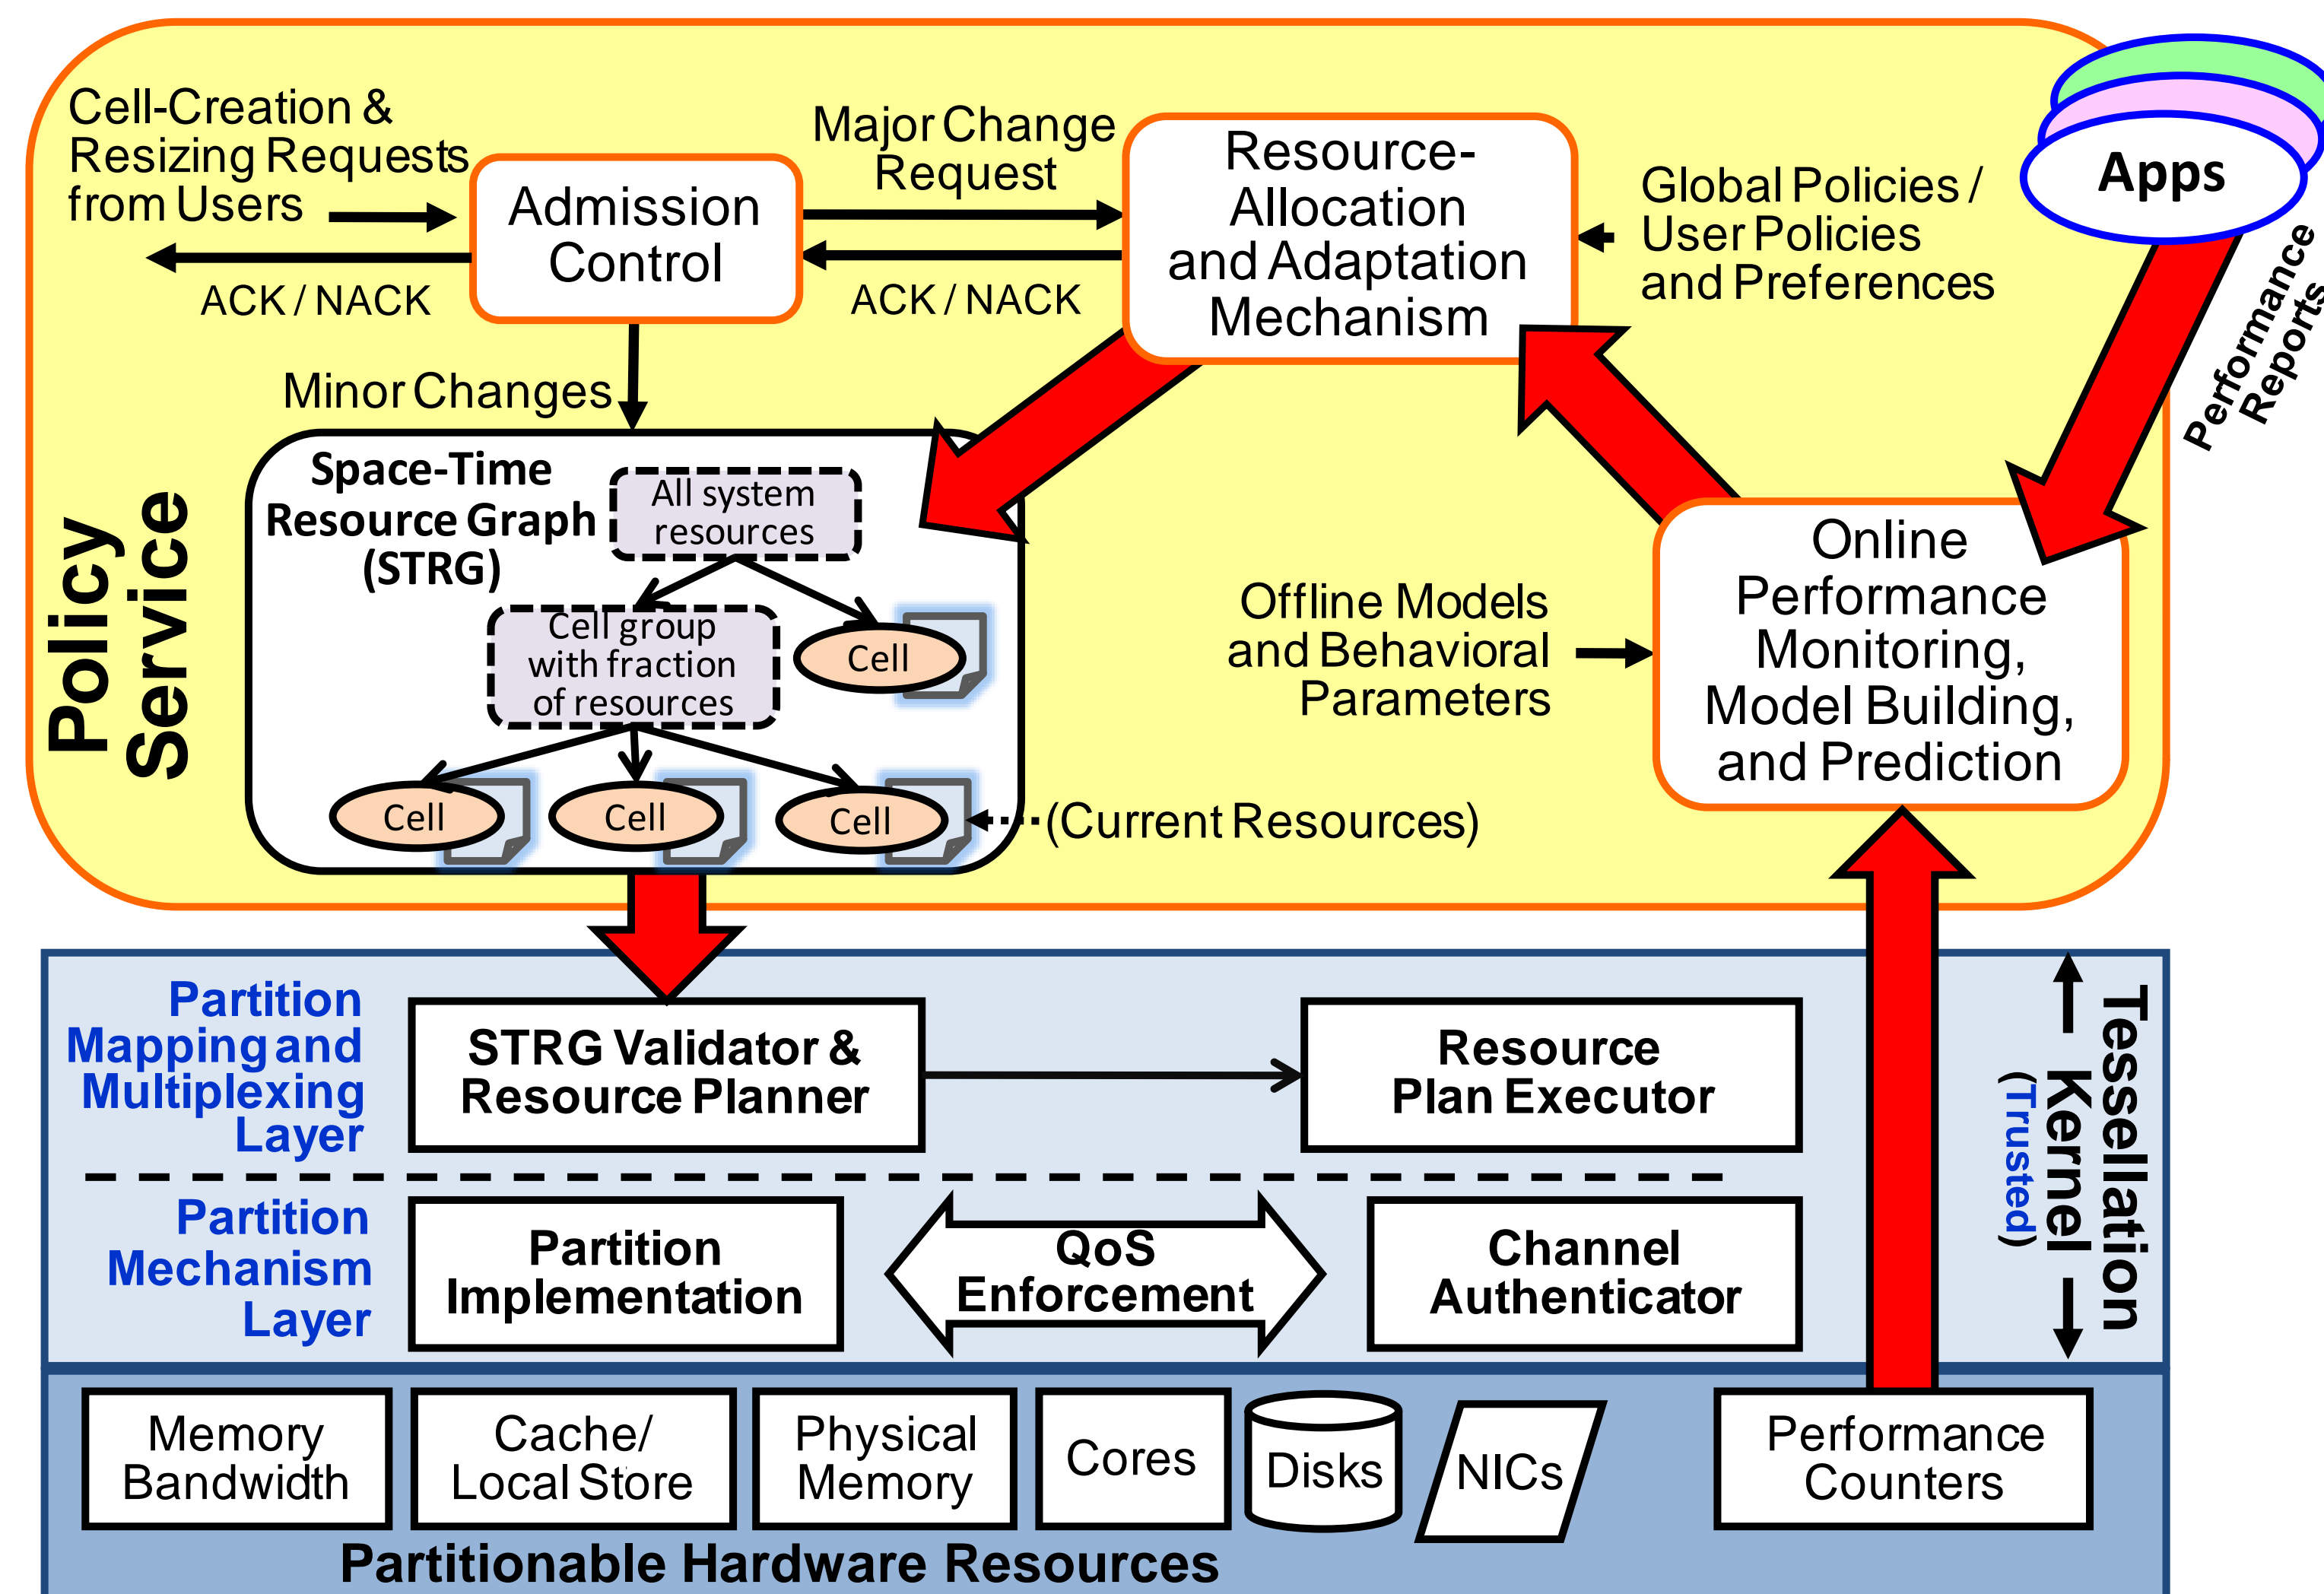 Cell-Creation &
Resizing Requests
from Users
ACK / NACK
Admission
Control
Major Change
Request
ACK / NACK
Resource-
Allocation
and Adaptation
Mechanism
Global Policies /
User Policies
and Preferences
Apps
Performance
Reports
Minor Changes
Policy
Service
Space-Time
Resource Graph
(STRG)
All system
resources
Cell group
with fraction
of resources
Cell
Cell
Cell
Cell
(Current Resources)
Offline Models
and Behavioral
Parameters
Online
Performance
Monitoring,
Model Building,
and Prediction
Partition
Mapping and
Multiplexing
Layer
STRG Validator &
Resource Planner
Resource
Plan Executor
Tessellation
Kernel
(Trusted)
Partition
Mechanism
Layer
Partition
Implementation
QoS
Enforcement
Channel
Authenticator
Memory
Bandwidth
Cache/
Local Store
Physical
Memory
Cores
Disks
NICs
Performance
Counters
Partitionable Hardware Resources